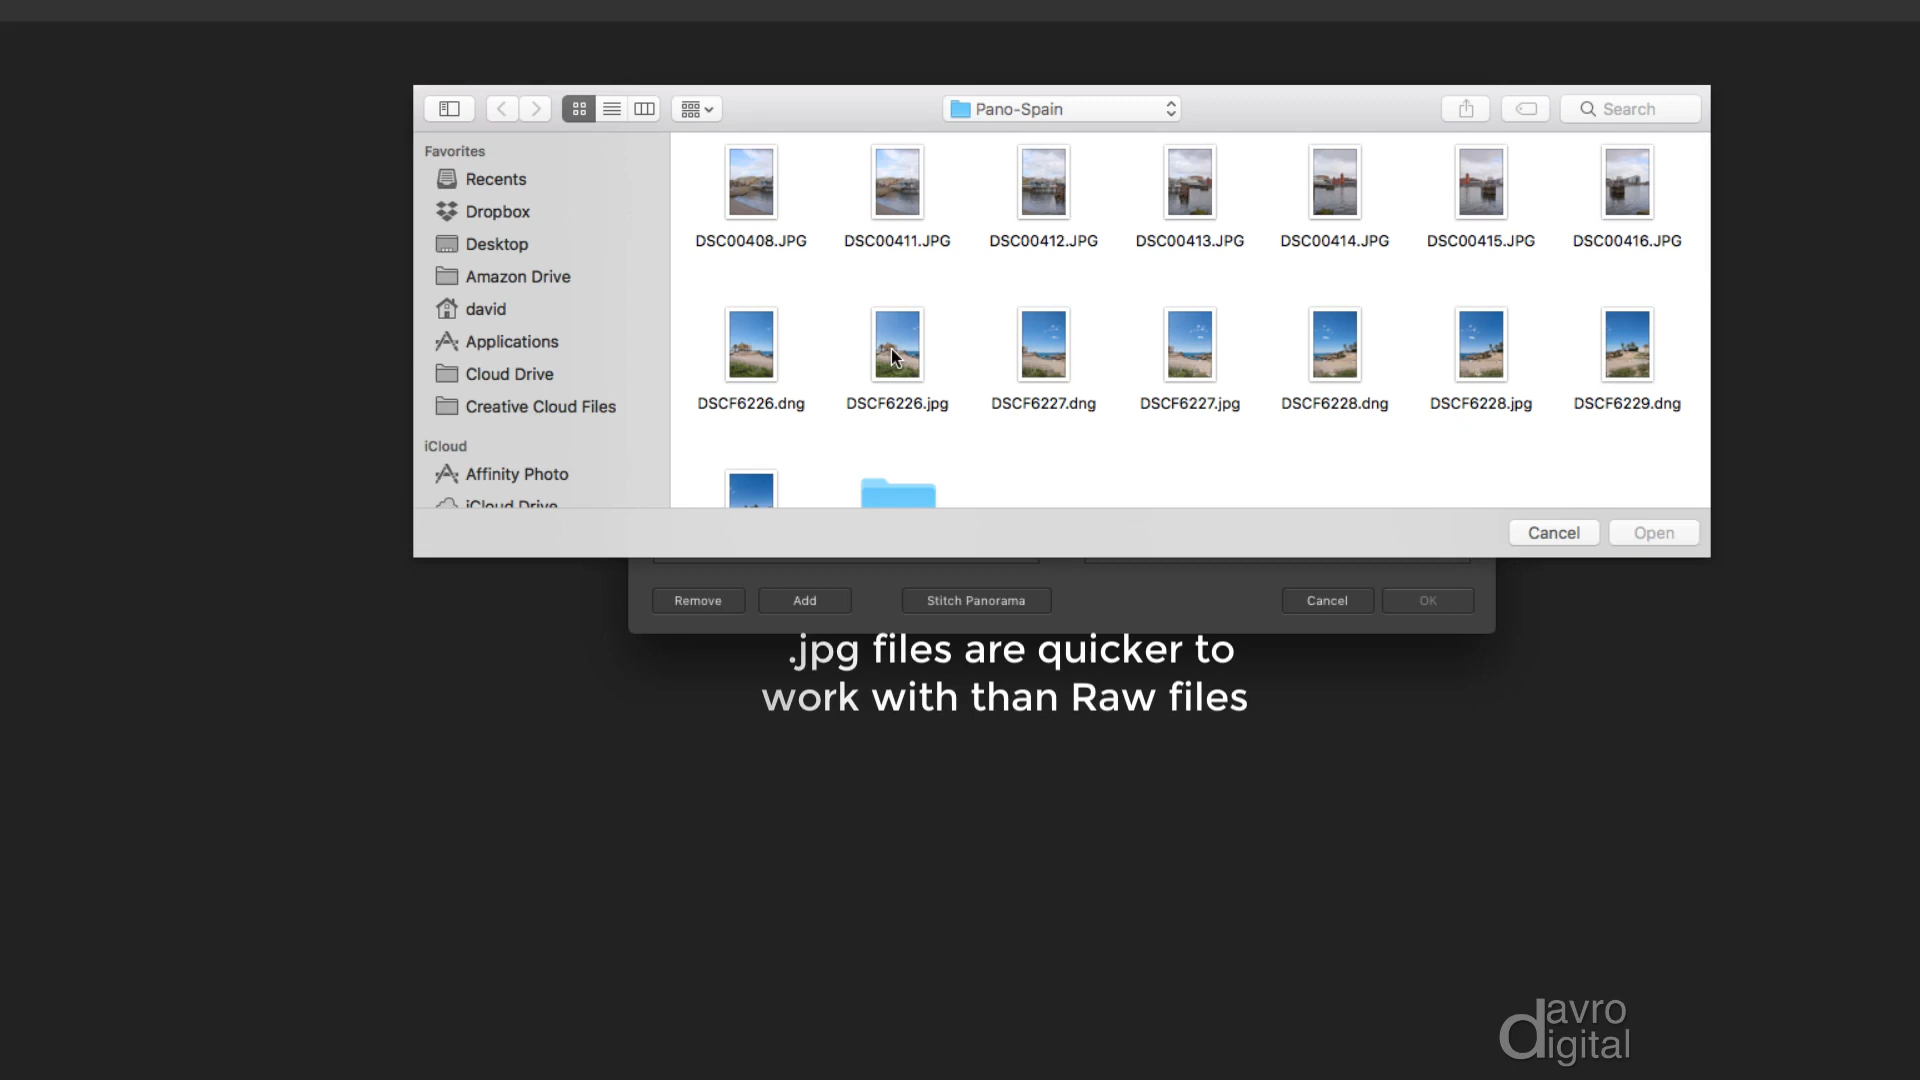 Pano-Spain
Search
Favorites
Recents
Dropbox
Desktop
Amazon Drive
david
Applications
Cloud Drive
Creative Cloud Files
iCloud
Affinity Photo
iCloud Drive
DSC00408.JPG DSC00411.JPG DSC00412.JPG DSC00413.JPG DSC00414.JPG DSC00415.JPG DSC00416.JPG
DSCF6226.dng DSCF6226.jpg DSCF6227.dng DSCF6227.jpg DSCF6228.dng DSCF6228.jpg DSCF6229.dng
Cancel Open
Remove Add Stitch Panorama Cancel OK
.jpg files are quicker to
work with than Raw files
davro
digital